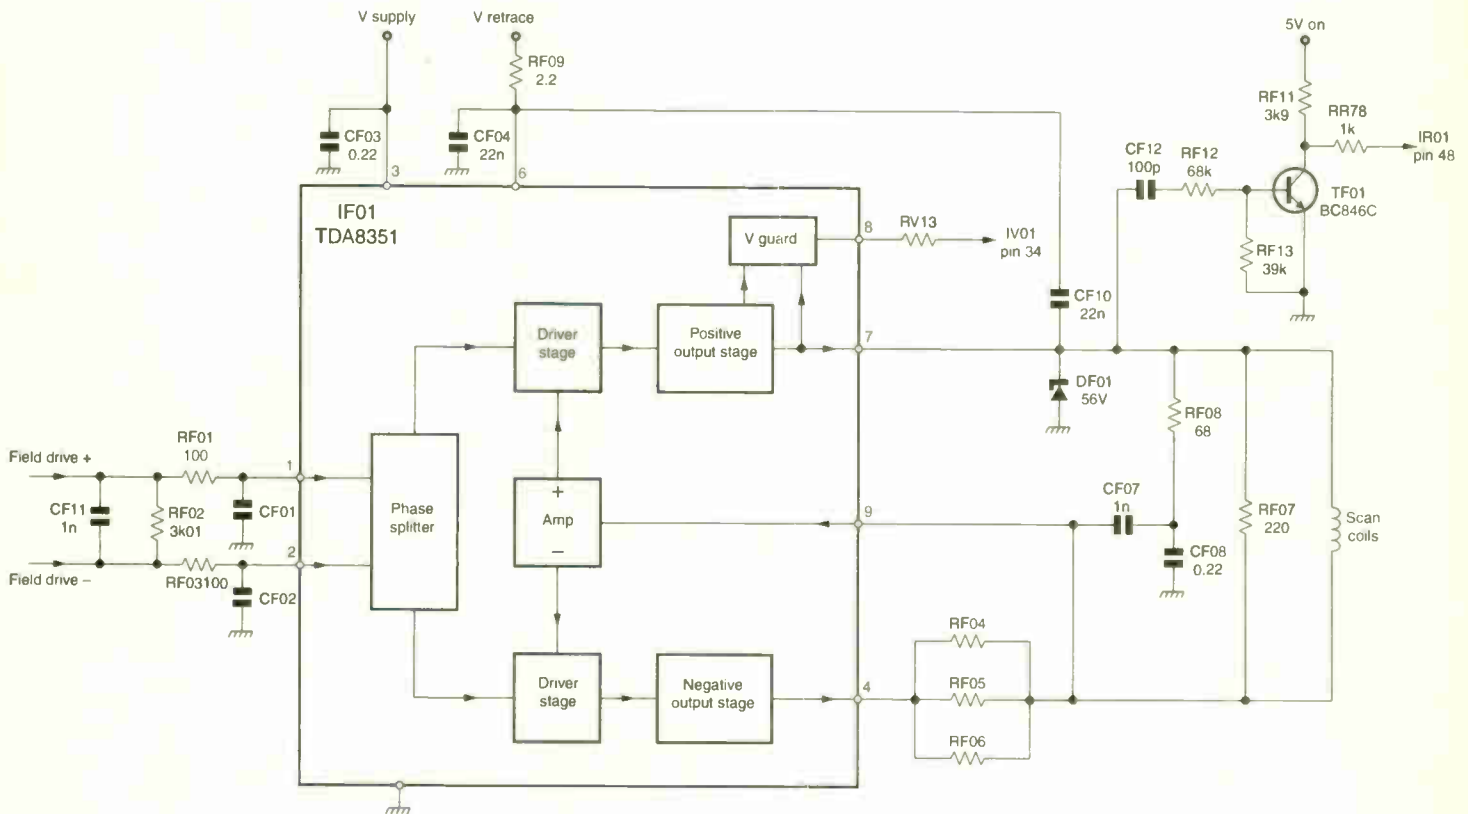 V supply
V retrace
5V on
RF09
2.2
CF03
0.22
CF04
22n
3
6
RF11
3k9
RR78
1k
IR01
pin 48
CF12
100p
RF12
68k
TF01
BC846C
RF13
39k
IF01
TDA8351
V guard
8
RV13
IV01
pin 34
CF10
22n
Driver
stage
Positive
output stage
7
DF01
56V
RF08
68
Field drive +
RF01
100
1
CF11
1n
RF02
3k01
CF01
Phase
splitter
+
Amp
−
9
CF07
1n
CF08
0.22
RF07
220
Scan
coils
Field drive −
RF03100
2
CF02
Driver
stage
Negative
output stage
4
RF04
RF05
RF06